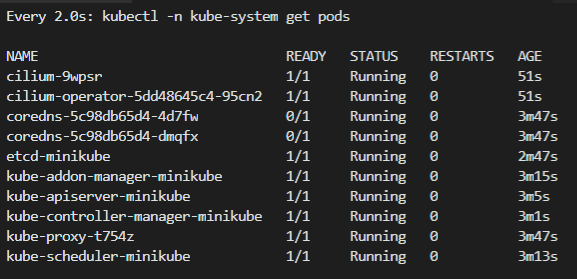 Every 2.0s: kubectl -n kube-system get pods
NAME READY STATUS RESTARTS AGE
cilium-9wpsr 1/1 Running 0 51s
cilium-operator-5dd48645c4-95cn2 1/1 Running 0 51s
coredns-5c98db65d4-4d7fw 0/1 Running 0 3m47s
coredns-5c98db65d4-dmqfx 0/1 Running 0 3m47s
etcd-minikube 1/1 Running 0 2m47s
kube-addon-manager-minikube 1/1 Running 0 3m15s
kube-apiserver-minikube 1/1 Running 0 3m5s
kube-controller-manager-minikube 1/1 Running 0 3m1s
kube-proxy-t754z 1/1 Running 0 3m47s
kube-scheduler-minikube 1/1 Running 0 3m13s